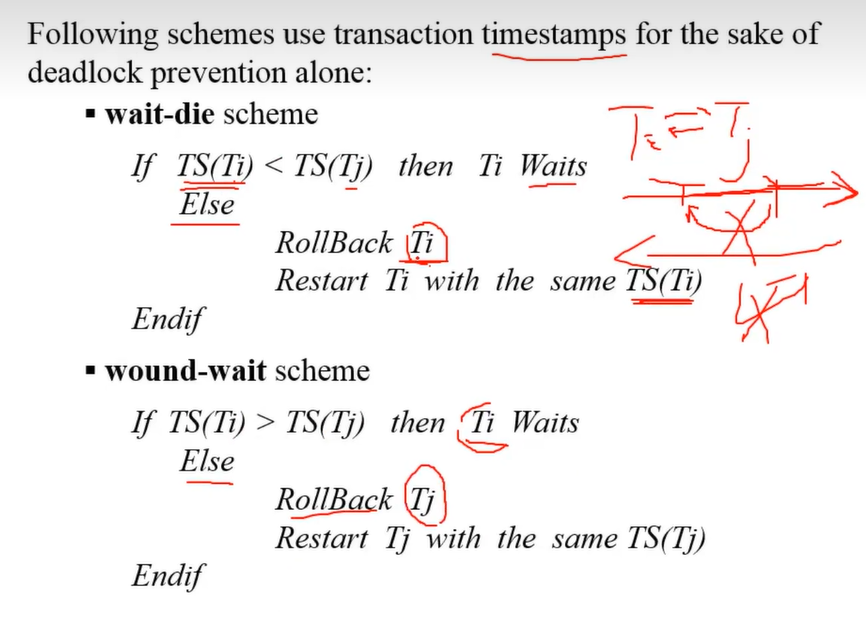 Following schemes use transaction timestamps for the sake of
deadlock prevention alone:
▪ wait-die scheme
If TS(Ti) < TS(Tj) then Ti Waits
Else
RollBack Ti
Restart Ti with the same TS(Ti)
Endif
▪ wound-wait scheme
If TS(Ti) > TS(Tj) then Ti Waits
Else
RollBack Tj
Restart Tj with the same TS(Tj)
Endif
Ti ⇄ Tj